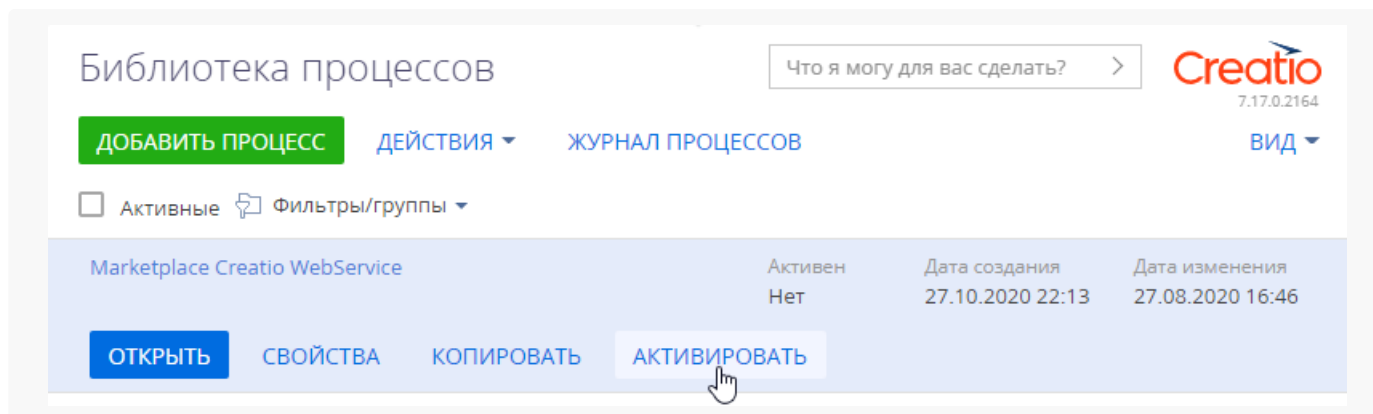 Библиотека процессов
Что я могу для вас сделать?
Creatio
7.17.0.2164
ДОБАВИТЬ ПРОЦЕСС ДЕЙСТВИЯ ЖУРНАЛ ПРОЦЕССОВ ВИД
Активные Фильтры/группы
Marketplace Creatio WebService Активен Дата создания Дата изменения
Нет 27.10.2020 22:13 27.08.2020 16:46
ОТКРЫТЬ СВОЙСТВА КОПИРОВАТЬ АКТИВИРОВАТЬ